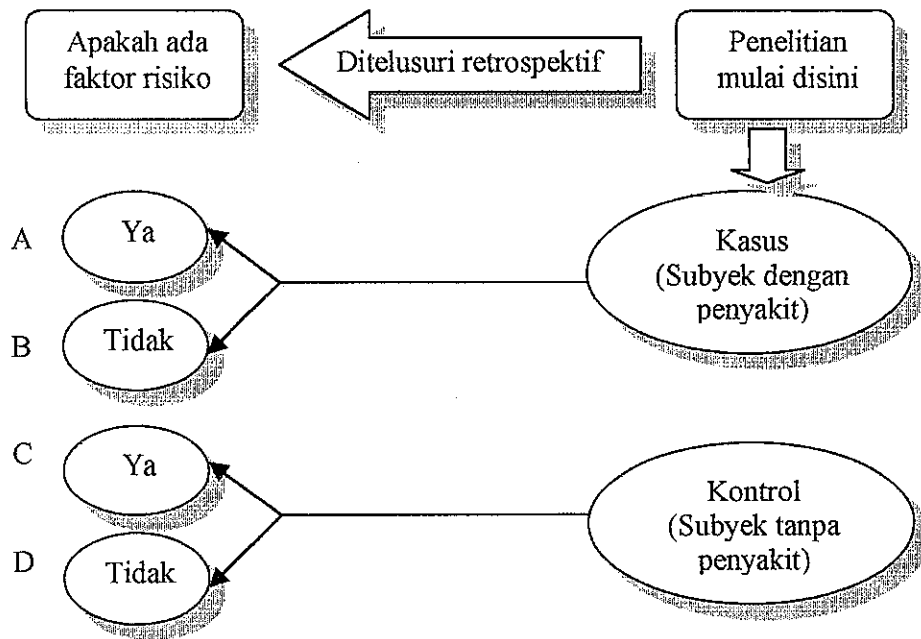 Apakah ada
faktor risiko
Ditelusuri retrospektif
Penelitian
mulai disini
A
Ya
B
Tidak
Kasus
(Subyek dengan
penyakit)
C
Ya
D
Tidak
Kontrol
(Subyek tanpa
penyakit)